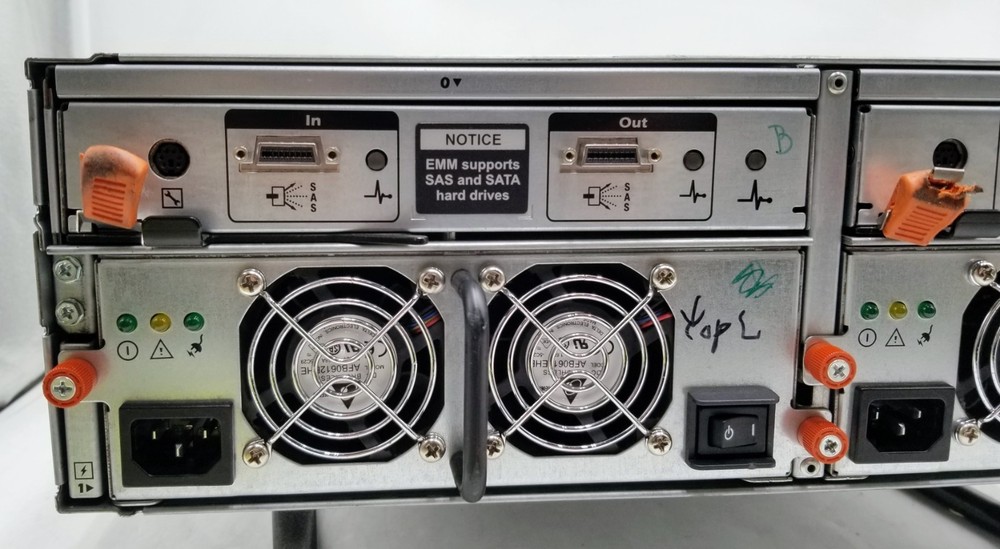 0▼
In
NOTICE
EMM supports
SAS and SATA
hard drives
Out
B
SAS
SAS
1▶